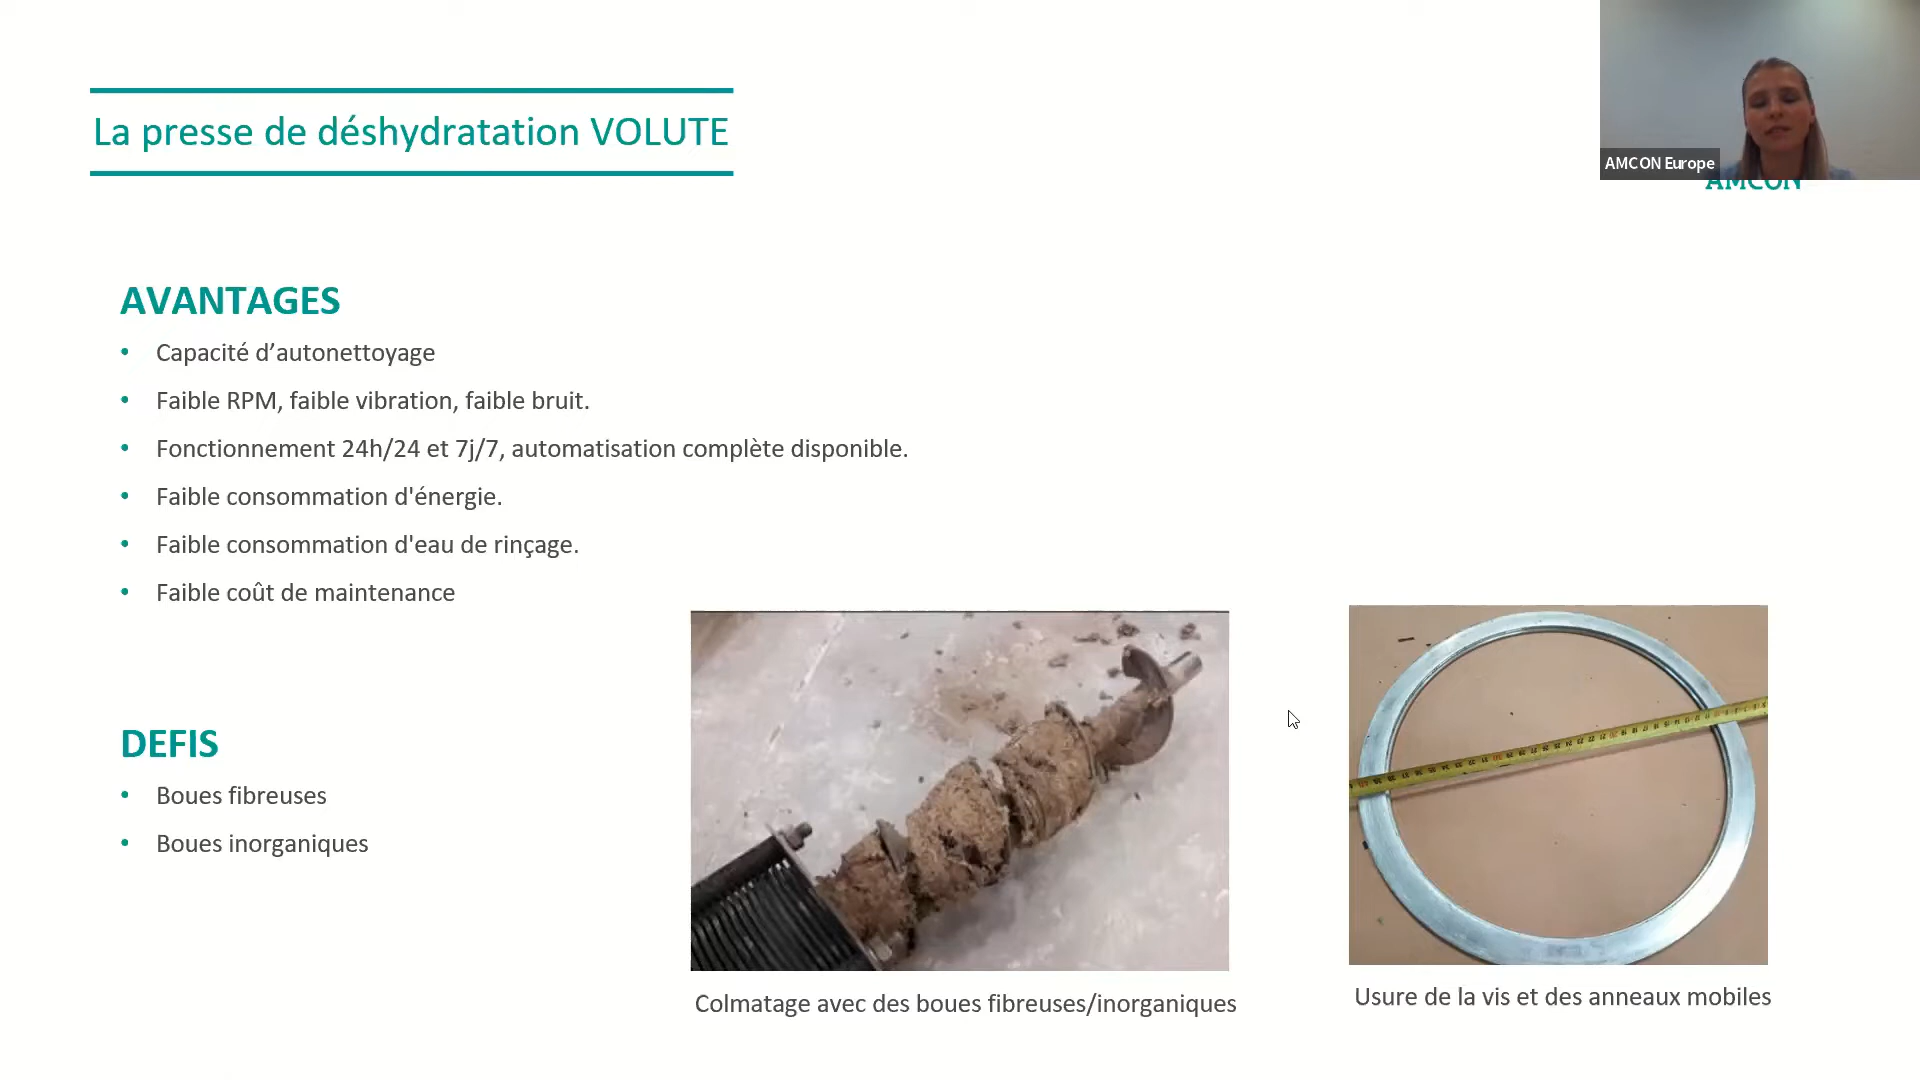 La presse de déshydratation VOLUTE
AMCON Europe
AMCON
AVANTAGES
• Capacité d’autonettoyage
• Faible RPM, faible vibration, faible bruit.
• Fonctionnement 24h/24 et 7j/7, automatisation complète disponible.
• Faible consommation d'énergie.
• Faible consommation d'eau de rinçage.
• Faible coût de maintenance
DEFIS
• Boues fibreuses
• Boues inorganiques
Colmatage avec des boues fibreuses/inorganiques
Usure de la vis et des anneaux mobiles